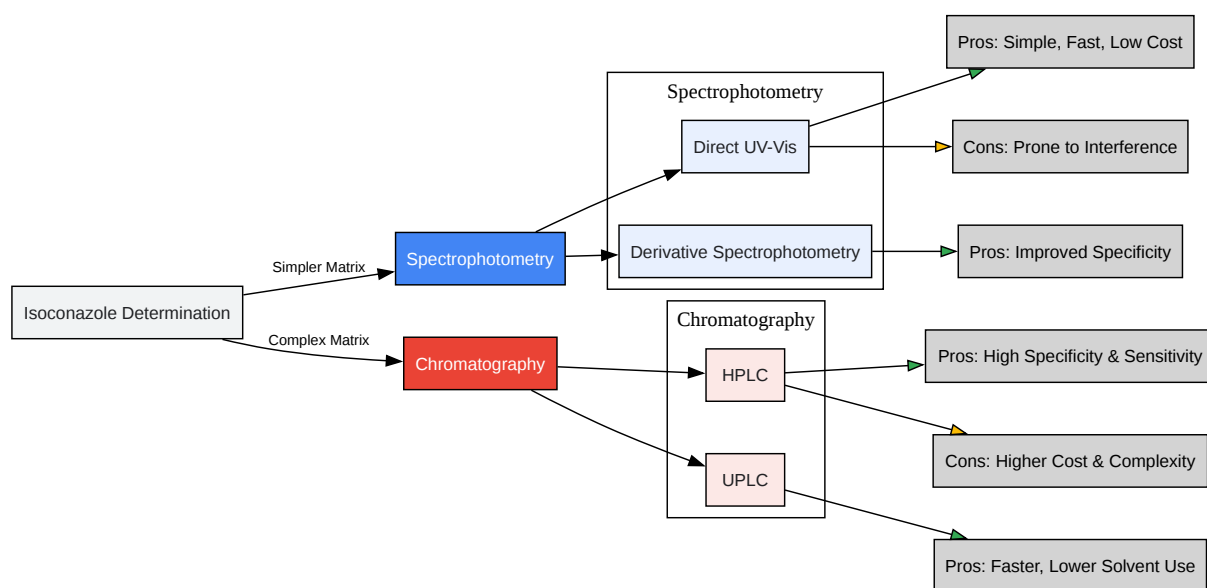 Pros: Simple, Fast, Low Cost
Spectrophotometry
Direct UV-Vis
Cons: Prone to Interference
Derivative Spectrophotometry
Pros: Improved Specificity
Spectrophotometry
Simpler Matrix
Isoconazole Determination
Complex Matrix
Chromatography
Chromatography
HPLC
Pros: High Specificity & Sensitivity
Cons: Higher Cost & Complexity
UPLC
Pros: Faster, Lower Solvent Use